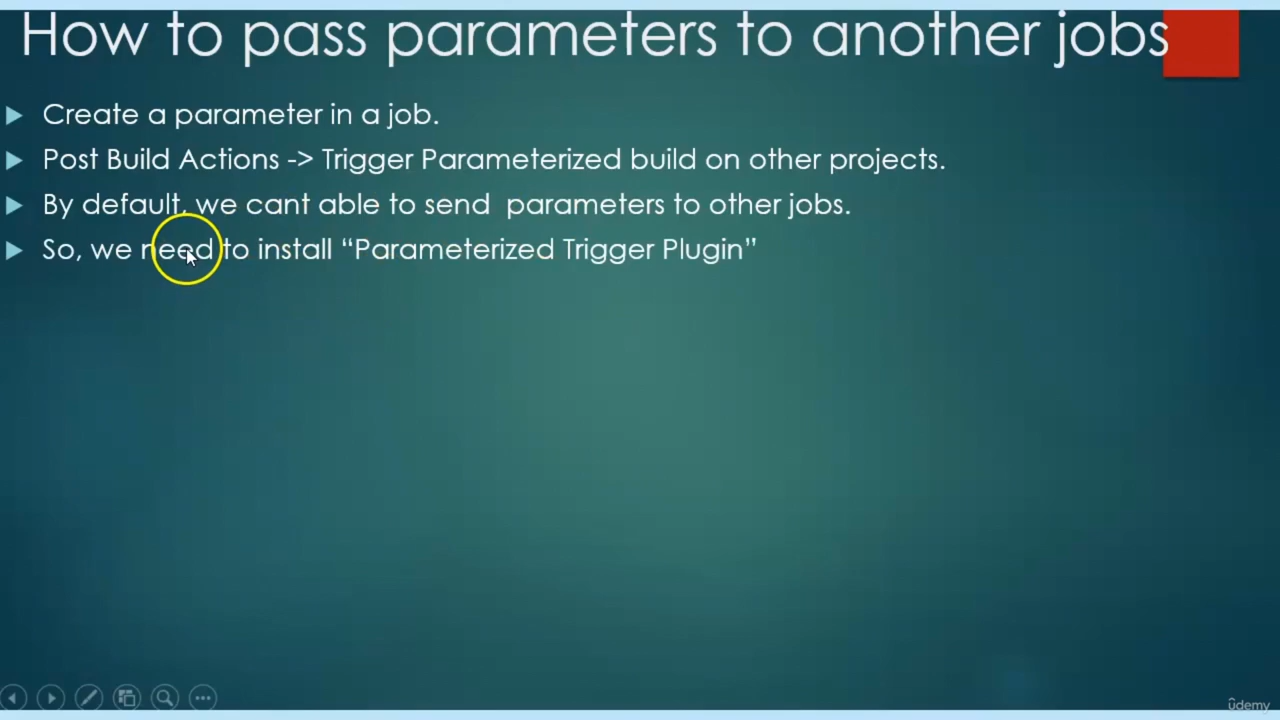 How to pass parameters to another jobs
Create a parameter in a job.
Post Build Actions -> Trigger Parameterized build on other projects.
By default, we cant able to send  parameters to other jobs.
So, we need to install “Parameterized Trigger Plugin”
ûdemy